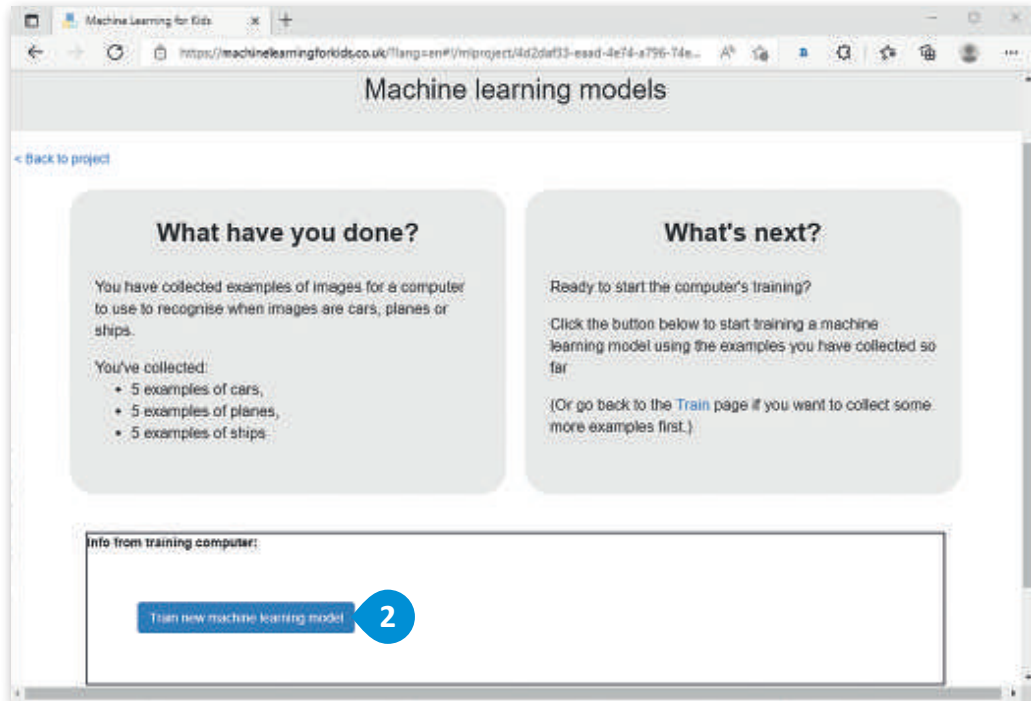 Machine Learning for Kids
https://machinelearningforkids.co.uk/?lang=en#!/mlproject/4d2daf33-eaad-4e74-a796-74e...
Machine learning models
< Back to project
What have you done?
You have collected examples of images for a computer
to use to recognise when images are cars, planes or
ships.
You've collected:
• 5 examples of cars,
• 5 examples of planes,
• 5 examples of ships
What's next?
Ready to start the computer's training?
Click the button below to start training a machine
learning model using the examples you have collected so
far
(Or go back to the Train page if you want to collect some
more examples first.)
Info from training computer:
Train new machine learning model
2